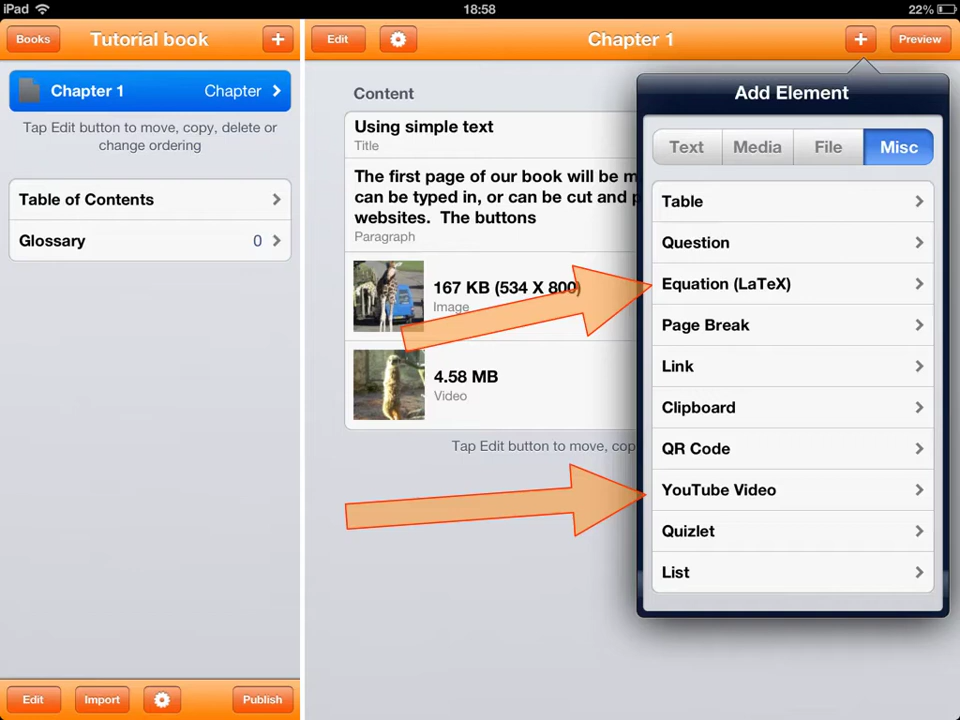 iPad
18:58
22%
Books
Tutorial book
+
Edit
Chapter 1
+
Preview
Chapter 1
Chapter
Tap Edit button to move, copy, delete or
change ordering
Table of Contents
Glossary
0
Content
Using simple text
Title
The first page of our book will be m
can be typed in, or can be cut and p
websites. The buttons
Paragraph
167 KB (534 X 800)
Image
4.58 MB
Video
Tap Edit button to move, cop
Add Element
Text
Media
File
Misc
Table
Question
Equation (LaTeX)
Page Break
Link
Clipboard
QR Code
YouTube Video
Quizlet
List
Edit
Import
Publish